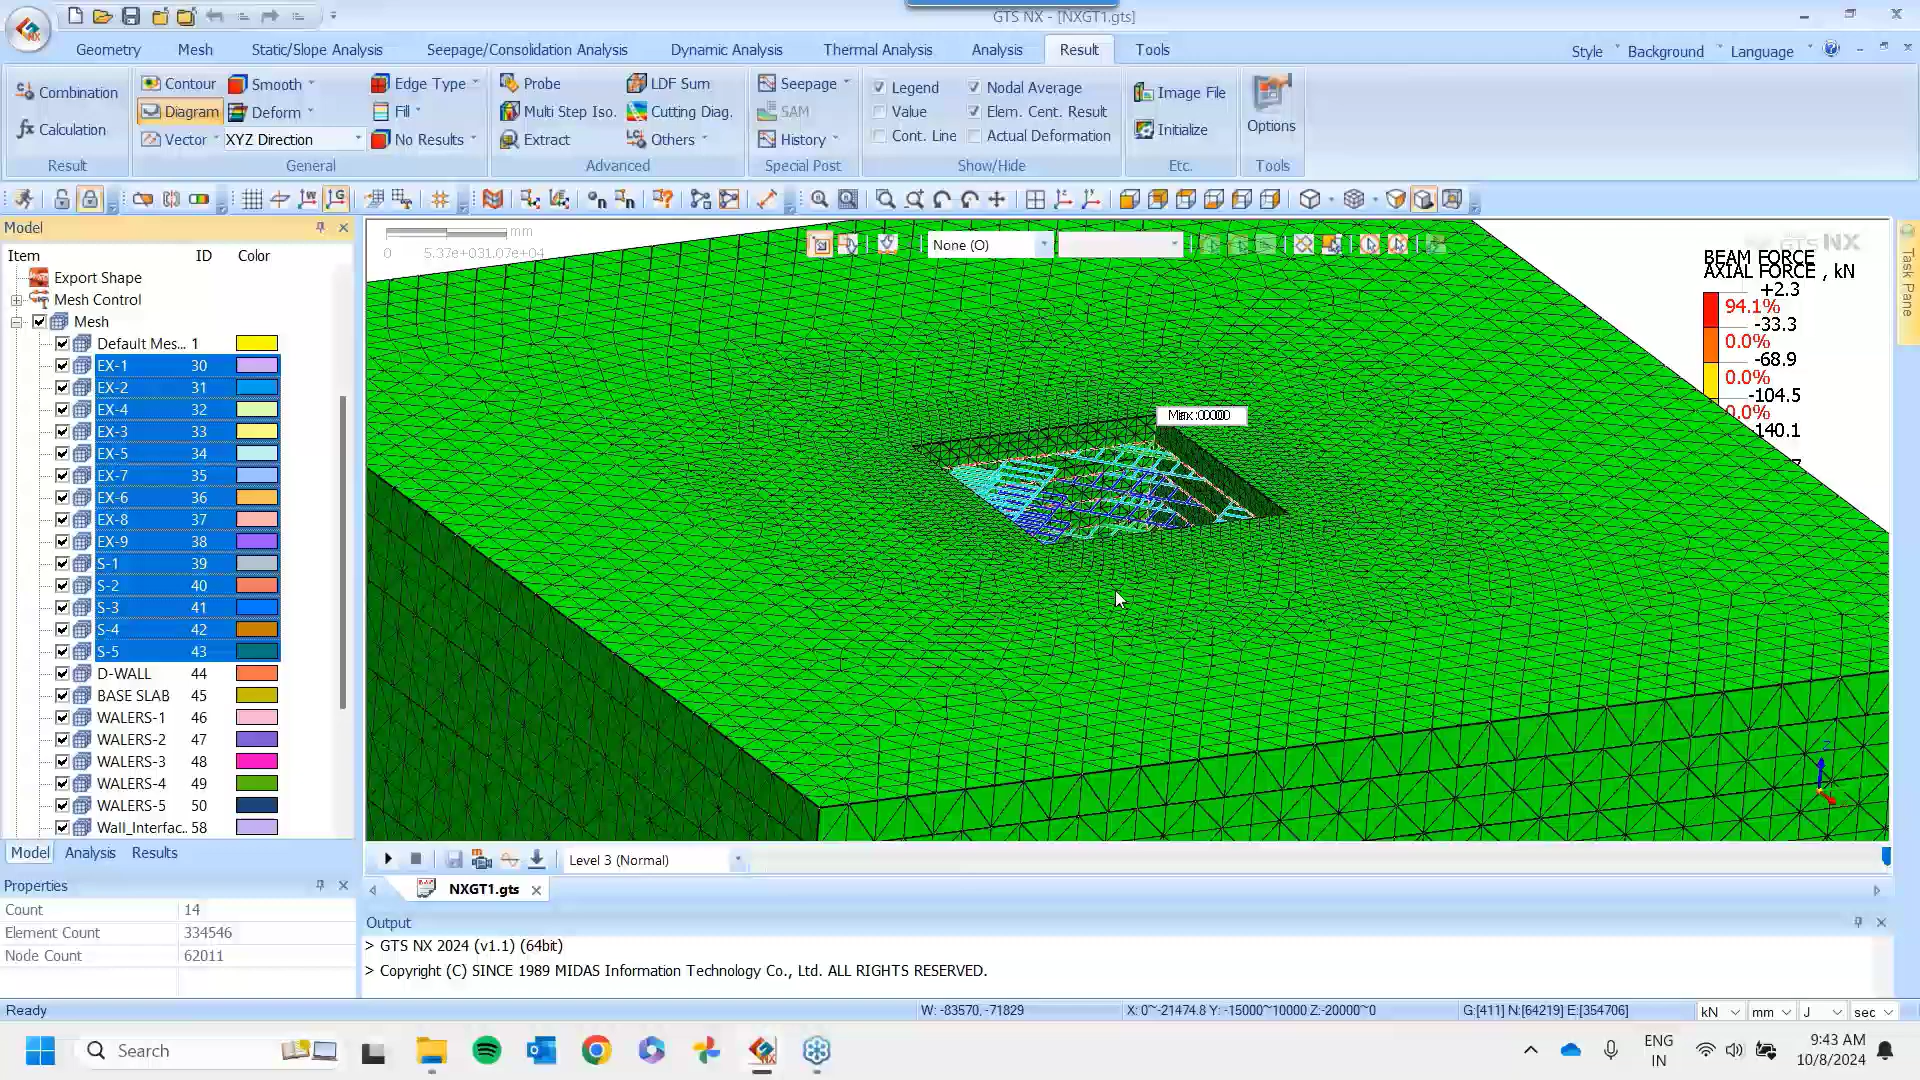 GTS NX - [NXGT1.gts]
Geometry Mesh Static/Slope Analysis Seepage/Consolidation Analysis Dynamic Analysis Thermal Analysis Analysis Result Tools
Style Background Language
Combination
Calculation
Result
Contour Smooth Edge Type
Diagram Deform Fill
Vector XYZ Direction No Results
General
Probe LDF Sum
Multi Step Iso. Cutting Diag.
Extract Others
Advanced
Seepage
SAM
History
Special Post
Legend Nodal Average
Value Elem. Cent. Result
Cont. Line Actual Deformation
Show/Hide
Image File
Initialize
Etc.
Options
Tools
Model
Item ID Color
Export Shape
Mesh Control
Mesh
Default Mes... 1
EX-1 30
EX-2 31
EX-4 32
EX-3 33
EX-5 34
EX-7 35
EX-6 36
EX-8 37
EX-9 38
S-1 39
S-2 40
S-3 41
S-4 42
S-5 43
D-WALL 44
BASE SLAB 45
WALERS-1 46
WALERS-2 47
WALERS-3 48
WALERS-4 49
WALERS-5 50
Wall_Interfac.. 58
Model Analysis Results
Properties
Count 14
Element Count 334546
Node Count 62011
mm
0 5.37e+031.07e+04
None (O)
GTS NX
BEAM FORCE
AXIAL FORCE , kN
+2.3
94.1%
-33.3
0.0%
-68.9
0.0%
-104.5
0.0%
-140.1
Task Pane
Level 3 (Normal)
NXGT1.gts
Output
> GTS NX 2024 (v1.1) (64bit)
> Copyright (C) SINCE 1989 MIDAS Information Technology Co., Ltd. ALL RIGHTS RESERVED.
Ready
W: -83570, -71829
X: 0~-21474.8 Y: -15000~10000 Z:-20000~0
G:[411] N:[64219] E:[354706]
kN mm J sec
Search
ENG
IN
9:43 AM
10/8/2024